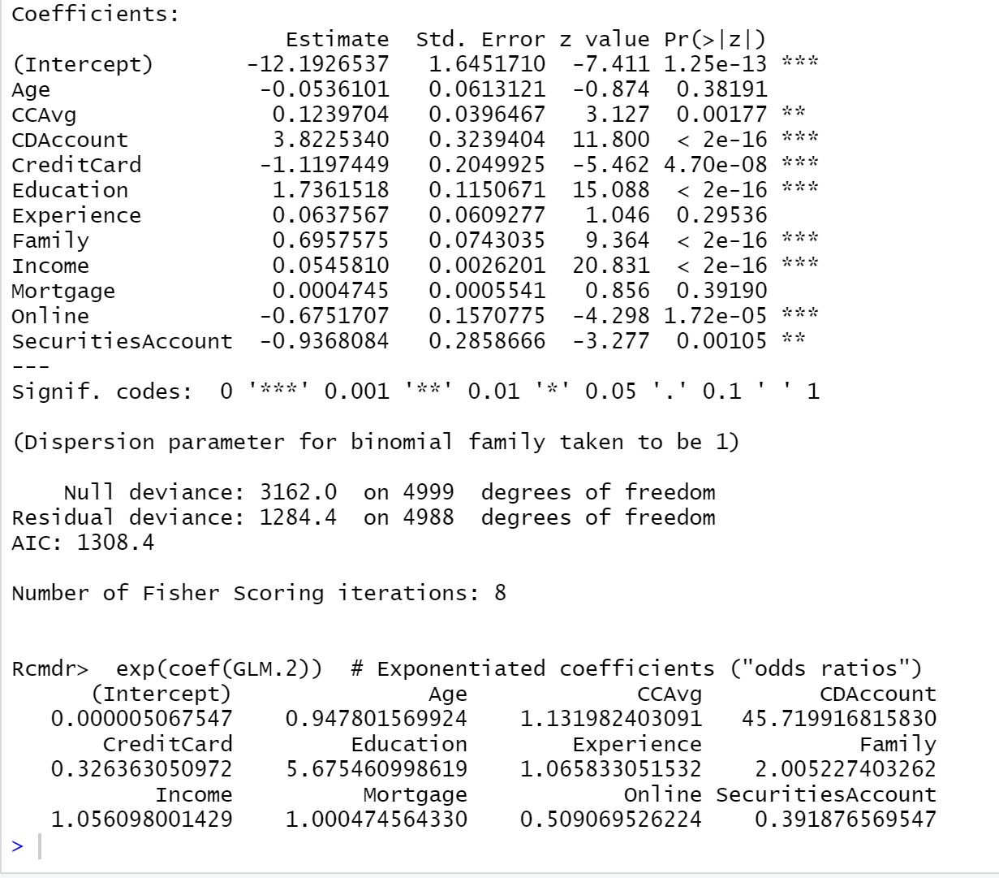 Coefficients:
                     Estimate  Std. Error z value Pr(>|z|)
(Intercept)       -12.1926537   1.6451710  -7.411 1.25e-13 ***
Age                -0.0536101   0.0613121  -0.874  0.38191
CCAvg               0.1239704   0.0396467   3.127  0.00177 **
CDAccount           3.8225340   0.3239404  11.800  < 2e-16 ***
CreditCard         -1.1197449   0.2049925  -5.462 4.70e-08 ***
Education           1.7361518   0.1150671  15.088  < 2e-16 ***
Experience          0.0637567   0.0609277   1.046  0.29536
Family              0.6957575   0.0743035   9.364  < 2e-16 ***
Income              0.0545810   0.0026201  20.831  < 2e-16 ***
Mortgage            0.0004745   0.0005541   0.856  0.39190
Online             -0.6751707   0.1570775  -4.298 1.72e-05 ***
SecuritiesAccount  -0.9368084   0.2858666  -3.277  0.00105 **
---
Signif. codes:  0 '***' 0.001 '**' 0.01 '*' 0.05 '.' 0.1 ' ' 1

(Dispersion parameter for binomial family taken to be 1)

    Null deviance: 3162.0  on 4999  degrees of freedom
Residual deviance: 1284.4  on 4988  degrees of freedom
AIC: 1308.4

Number of Fisher Scoring iterations: 8


Rcmdr>  exp(coef(GLM.2))  # Exponentiated coefficients ("odds ratios")
      (Intercept)               Age             CCAvg         CDAccount
   0.000005067547    0.947801569924    1.131982403091   45.719916815830
       CreditCard         Education        Experience            Family
   0.326363050972    5.675460998619    1.065833051532    2.005227403262
           Income          Mortgage            Online SecuritiesAccount
   1.056098001429    1.000474564330    0.509069526224    0.391876569547
>